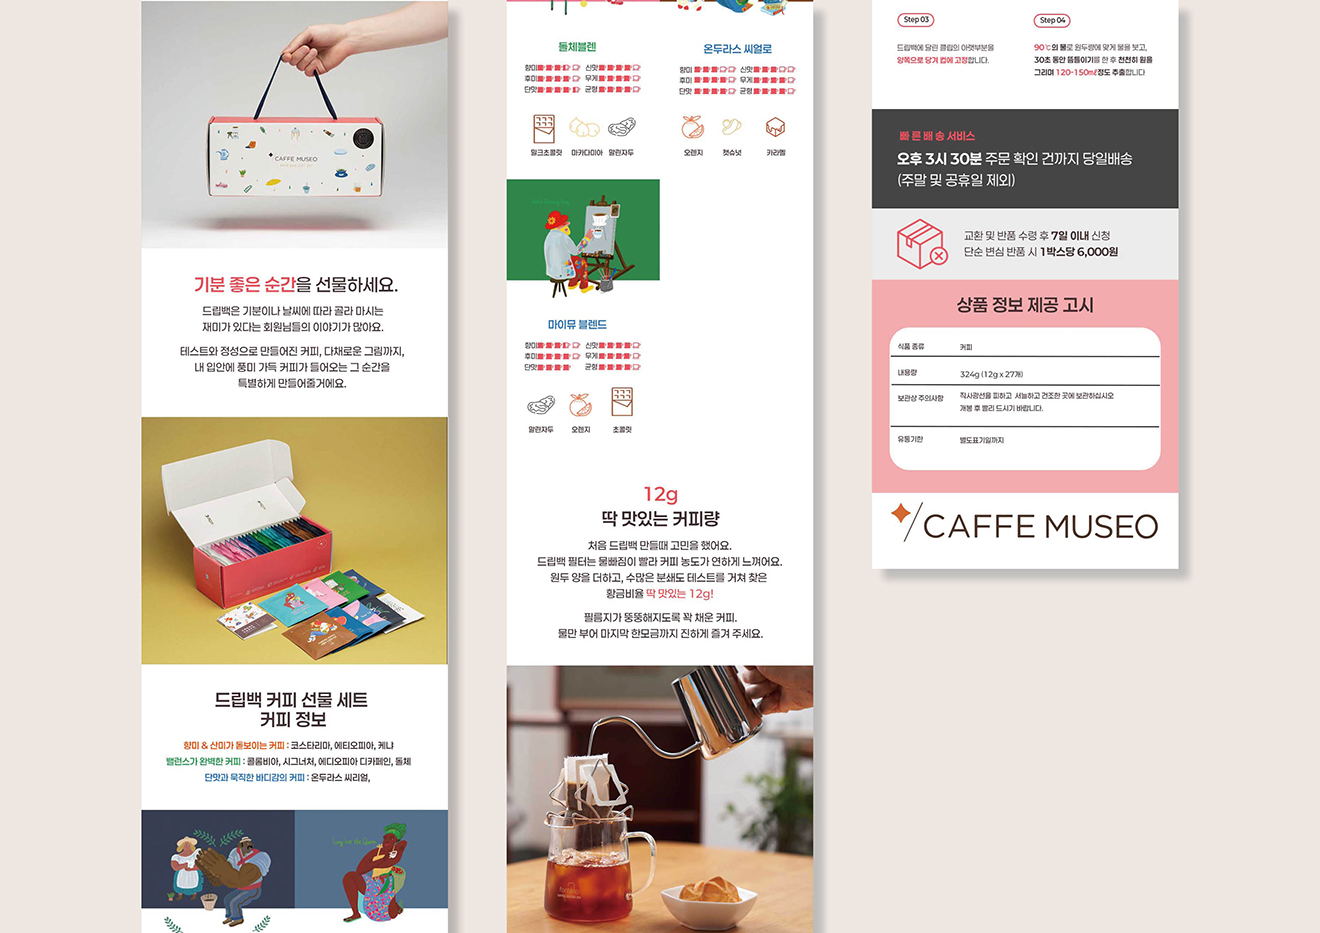 CAFFE MUSEO
기분 좋은 순간을 선물하세요.
드립백은 기분이나 날씨에 따라 골라 마시는
재미가 있다는 회원님들의 이야기가 많아요.
테스트와 정성으로 만들어진 커피, 다채로운 그림까지,
내 입안에 풍미 가득 커피가 들어오는 그 순간을
특별하게 만들어줄거에요.
드립백 커피 선물 세트
커피 정보
향미 & 산미가 돋보이는 커피 : 코스타리마, 에티오피아, 케냐
밸런스가 완벽한 커피 : 콜롬비아, 시그너처, 에디오피아 디카페인, 돌체
단맛과 묵직한 바디감의 커피 : 온두라스 씨리얼,
돌체블렌
향미 신맛
후미 무게
단맛 균형
밀크초콜릿 마카다미아 말린자두
온두라스 씨얼로
향미 신맛
후미 무게
단맛 균형
오렌지 캣슈넛 카라멜
마이뮤 블렌드
향미 신맛
후미 무게
단맛 균형
말린자두 오렌지 초콜릿
12g
딱 맛있는 커피량
처음 드립백 만들때 고민을 했어요.
드립백 필터는 물빠짐이 빨라 커피 농도가 연하게 느껴어요.
원두 양을 더하고, 수많은 분쇄도 테스트를 거쳐 찾은
황금비율 딱 맛있는 12g!
필름지가 뚱뚱해지도록 꽉 채운 커피.
물만 부어 마지막 한모금까지 진하게 즐겨 주세요.
Step 03
드립백에 달린 클립의 아랫부분을
양쪽으로 당겨 컵에 고정합니다.
Step 04
90℃의 물로 원두량에 맞게 물을 붓고,
30초 동안 뜸들이기를 한 후 천천히 원을
그리며 120-150㎖정도 추출합니다
빠른배송서비스
오후 3시 30분 주문 확인 건까지 당일배송
(주말 및 공휴일 제외)
교환 및 반품 수령 후 7일 이내 신청
단순 변심 반품 시 1박스당 6,000원
상품 정보 제공 고시
식품 종류 커피
내용량 324g (12g x 27개)
보관상 주의사항 직사광선을 피하고 서늘하고 건조한 곳에 보관하십시오
개봉 후 빨리 드시기 바랍니다.
유통기한 별도표기일까지
CAFFE MUSEO